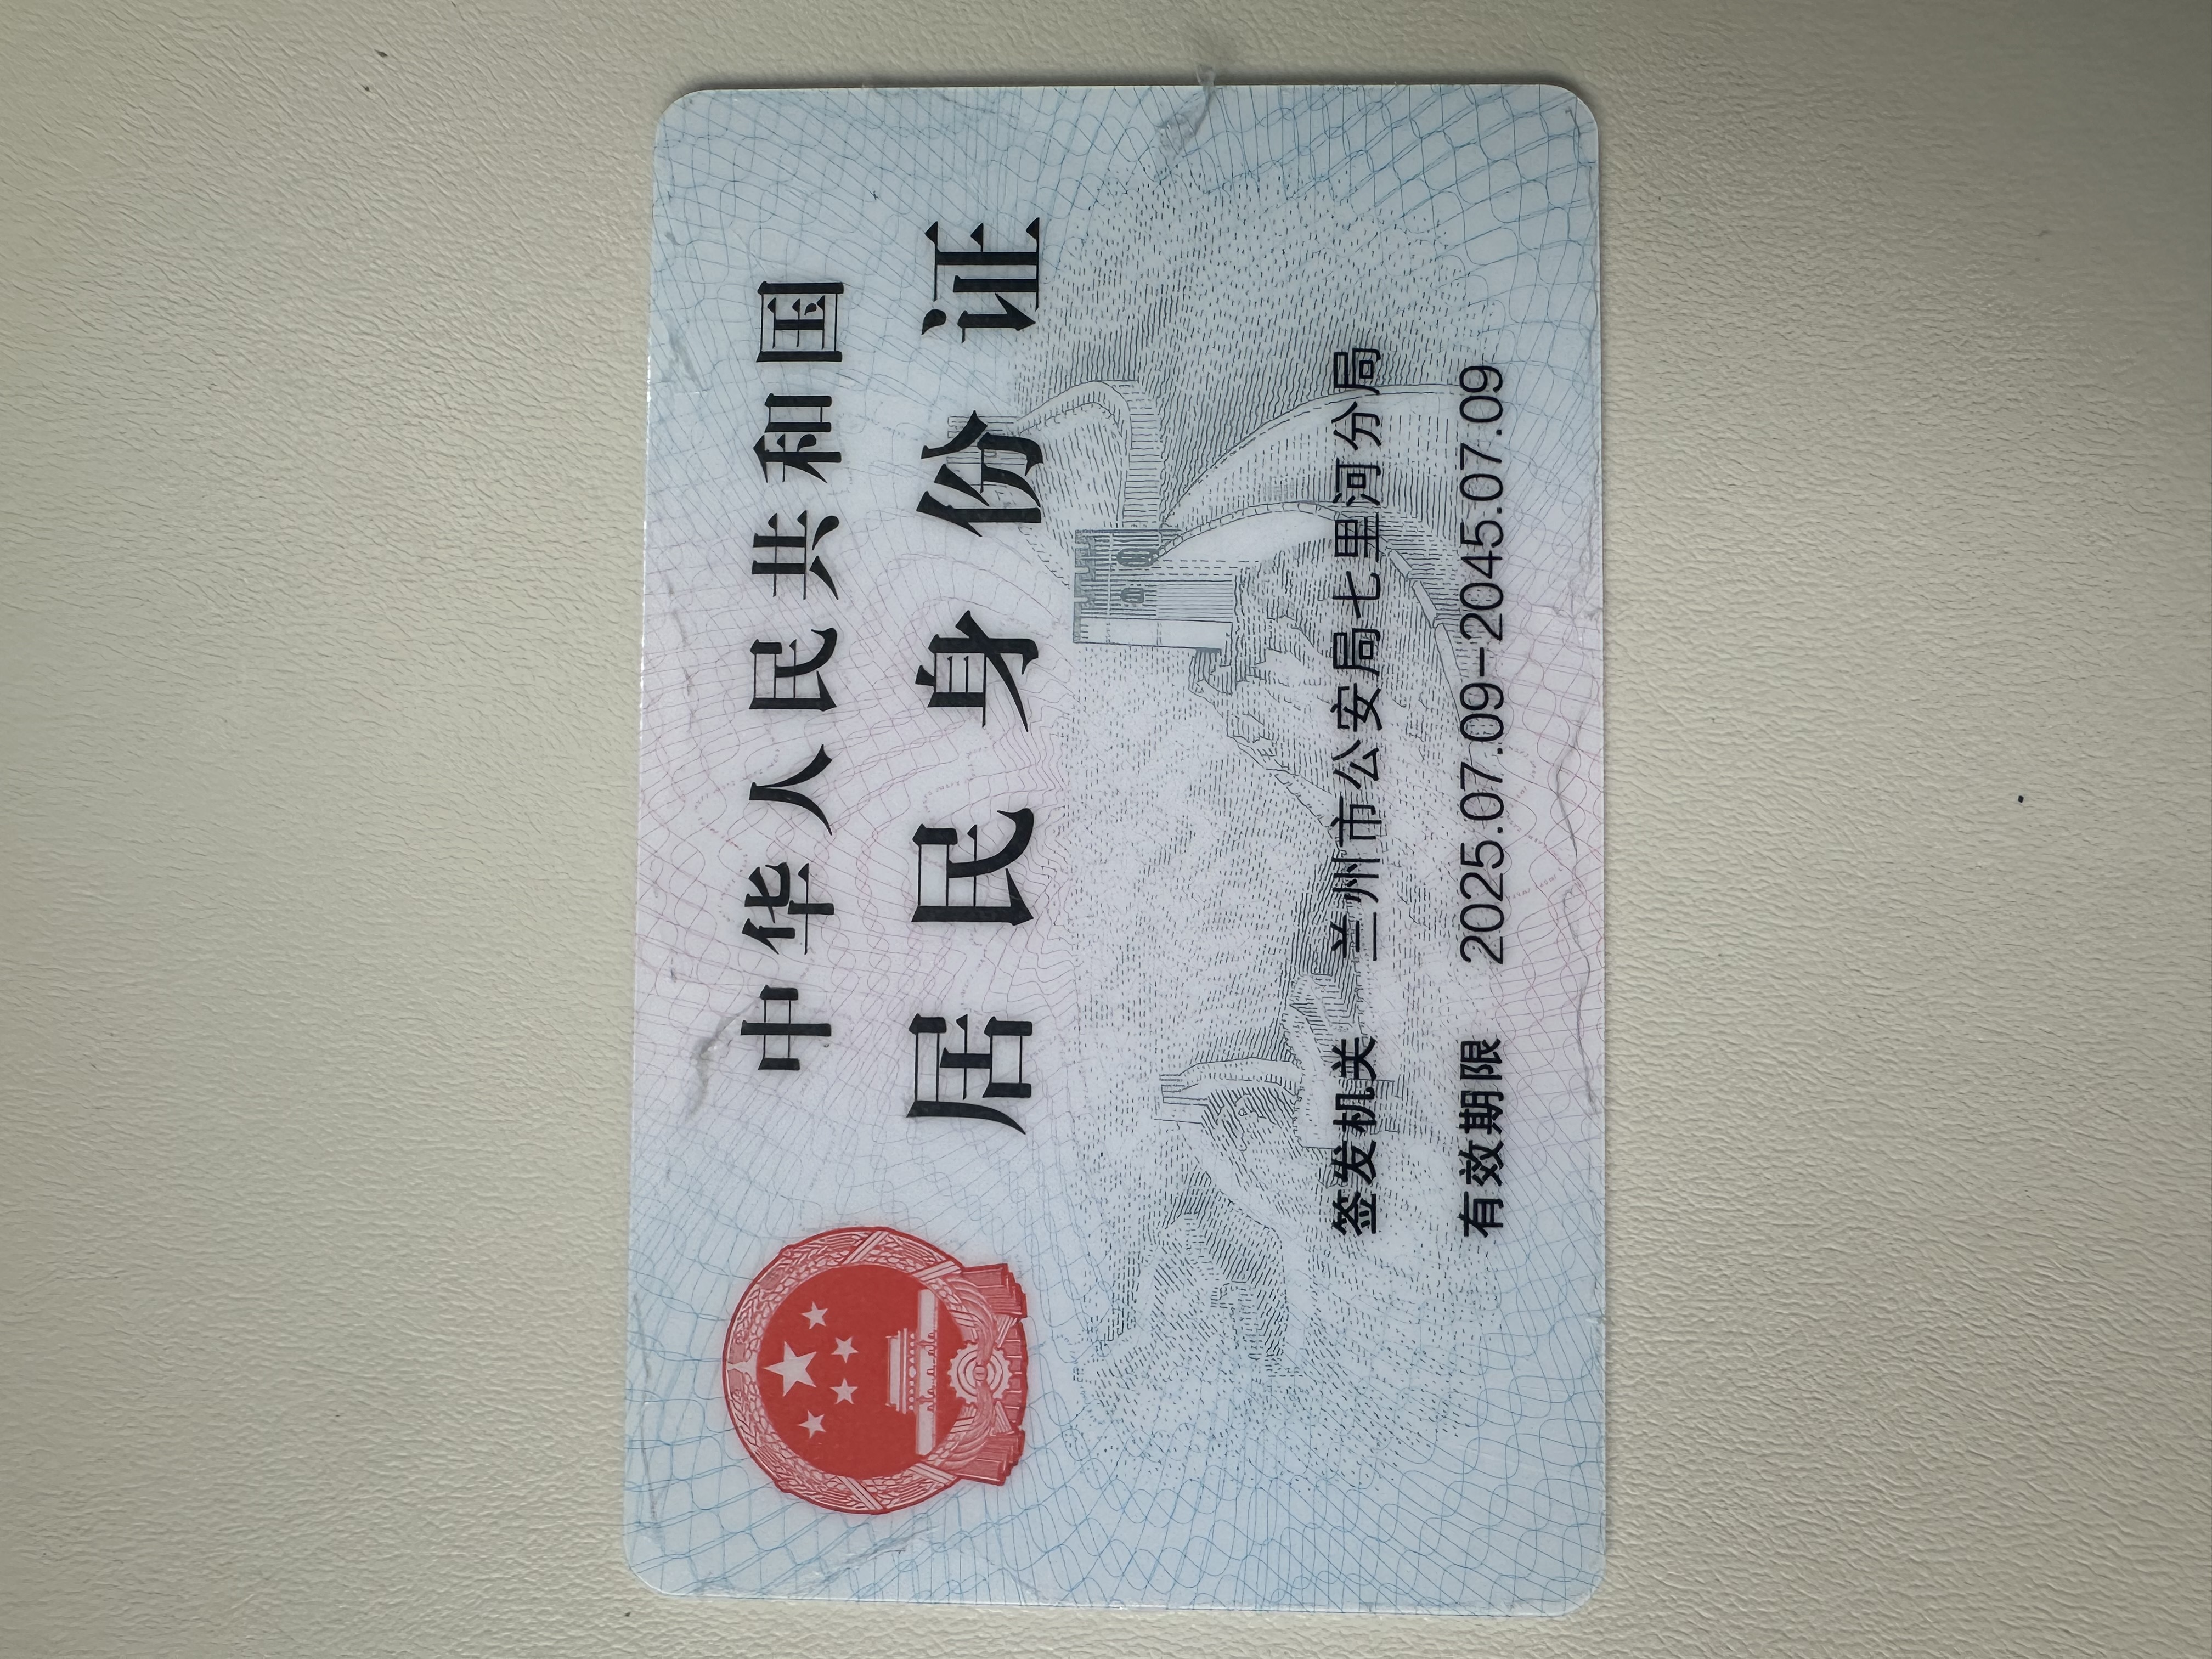 中华人民共和国
居民身份证
签发机关 兰州市公安局七里河分局
有效期限 2025.07.09-2045.07.09